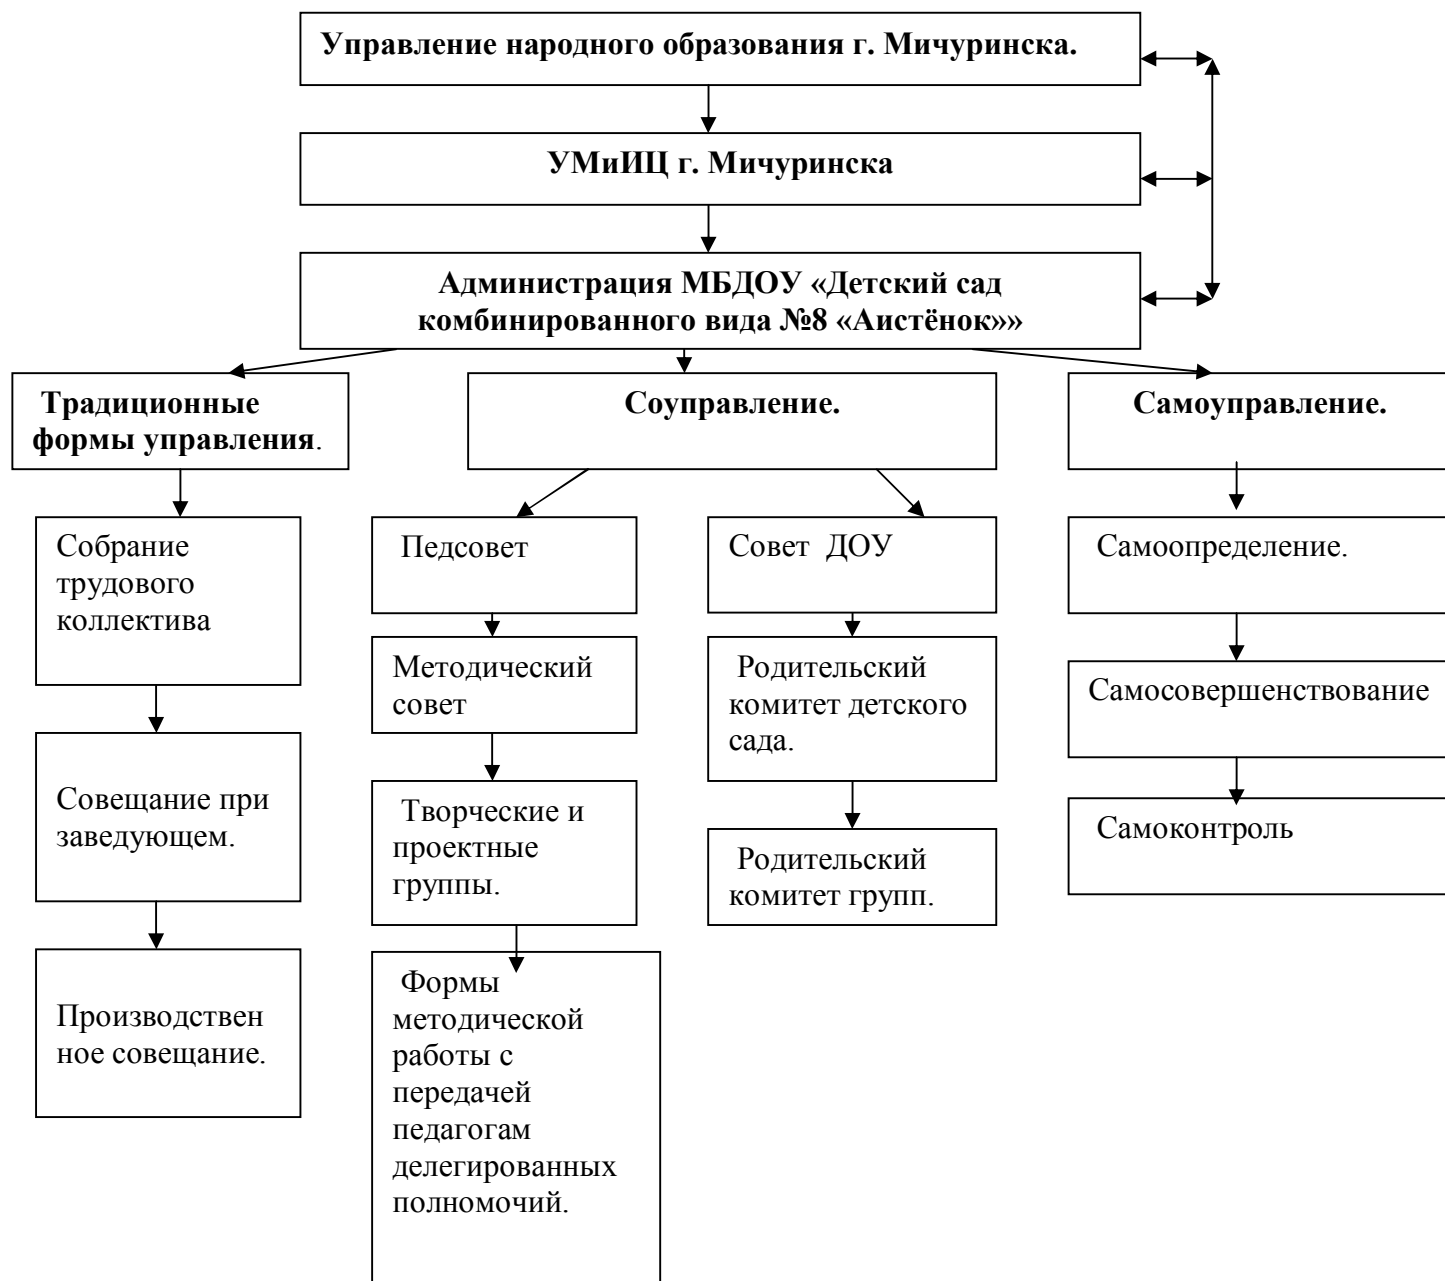 Управление народного образования г. Мичуринска.
УМиИЦ г. Мичуринска
Администрация МБДОУ «Детский сад
комбинированного вида №8 «Аистёнок»»
Традиционные
формы управления.
Соуправление.
Самоуправление.
Собрание
трудового
коллектива
Совещание при
заведующем.
Производствен
ное совещание.
Педсовет
Методический
совет
Творческие и
проектные
группы.
Формы
методической
работы с
передачей
педагогам
делегированных
полномочий.
Совет ДОУ
Родительский
комитет детского
сада.
Родительский
комитет групп.
Самоопределение.
Самосовершенствование
Самоконтроль